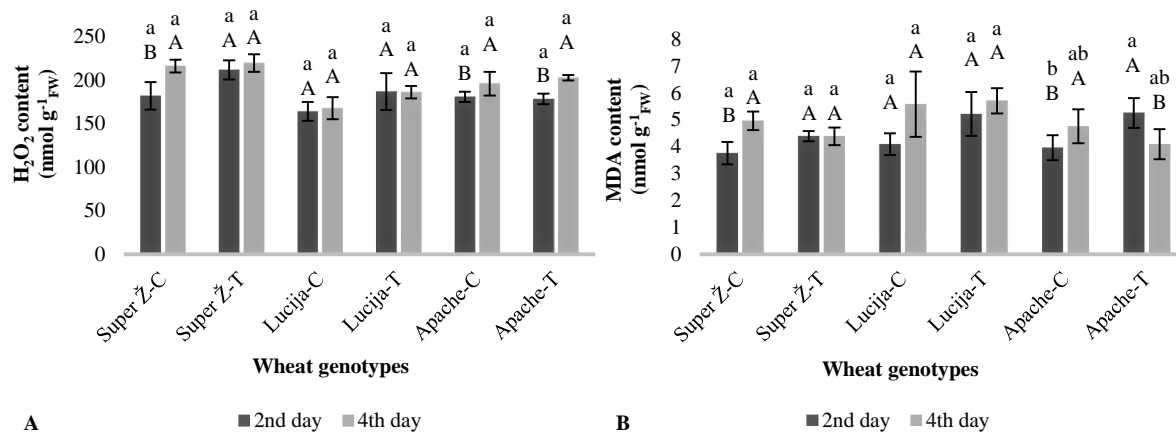 H₂O₂ content
(nmol g⁻¹FW)
250
200
150
100
50
0
a a a a a a a a a a a a
B A A A A A A A B A B A
Super Ž-C
Super Ž-T
Lucija-C
Lucija-T
Apache-C
Apache-T
Wheat genotypes
A
2nd day 4th day
MDA content
(nmol g⁻¹FW)
8
7
6
5
4
3
2
1
0
a a a a a a a a b ab a ab
B A A A A A A A B A A B
Super Ž-C
Super Ž-T
Lucija-C
Lucija-T
Apache-C
Apache-T
Wheat genotypes
B
2nd day 4th day